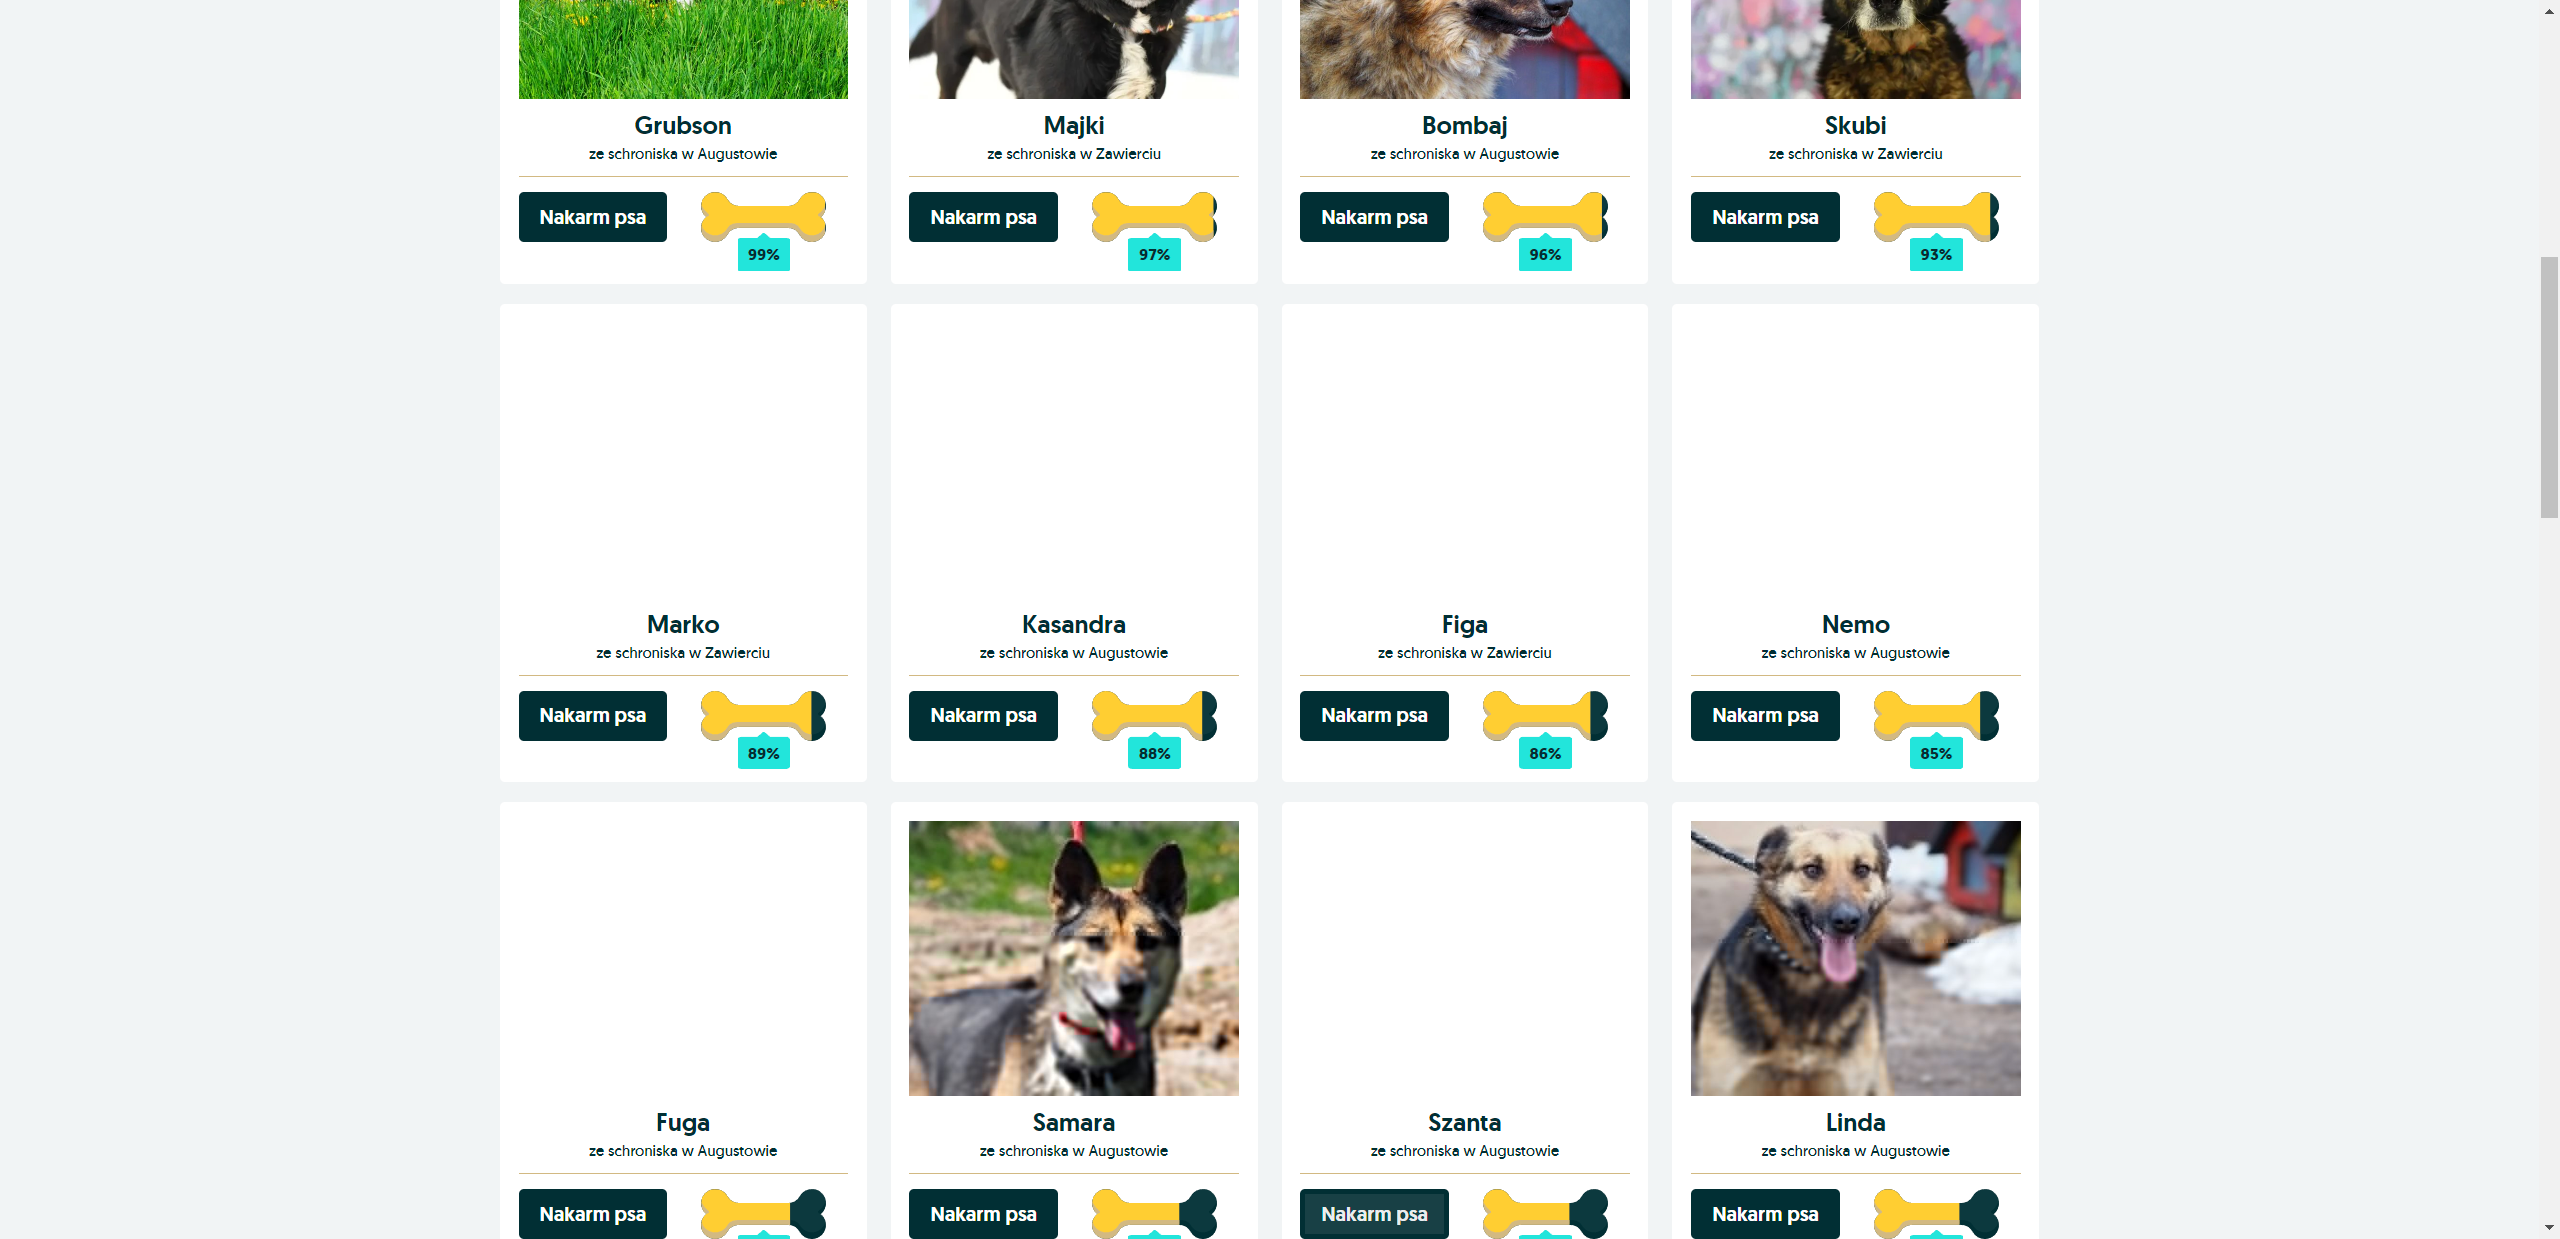 Grubson
ze schroniska w Augustowie
Nakarm psa
99%
Majki
ze schroniska w Zawierciu
Nakarm psa
97%
Bombaj
ze schroniska w Augustowie
Nakarm psa
96%
Skubi
ze schroniska w Zawierciu
Nakarm psa
93%
Marko
ze schroniska w Zawierciu
Nakarm psa
89%
Kasandra
ze schroniska w Augustowie
Nakarm psa
88%
Figa
ze schroniska w Zawierciu
Nakarm psa
86%
Nemo
ze schroniska w Augustowie
Nakarm psa
85%
Fuga
ze schroniska w Augustowie
Nakarm psa
Samara
ze schroniska w Augustowie
Nakarm psa
Szanta
ze schroniska w Augustowie
Nakarm psa
Linda
ze schroniska w Augustowie
Nakarm psa